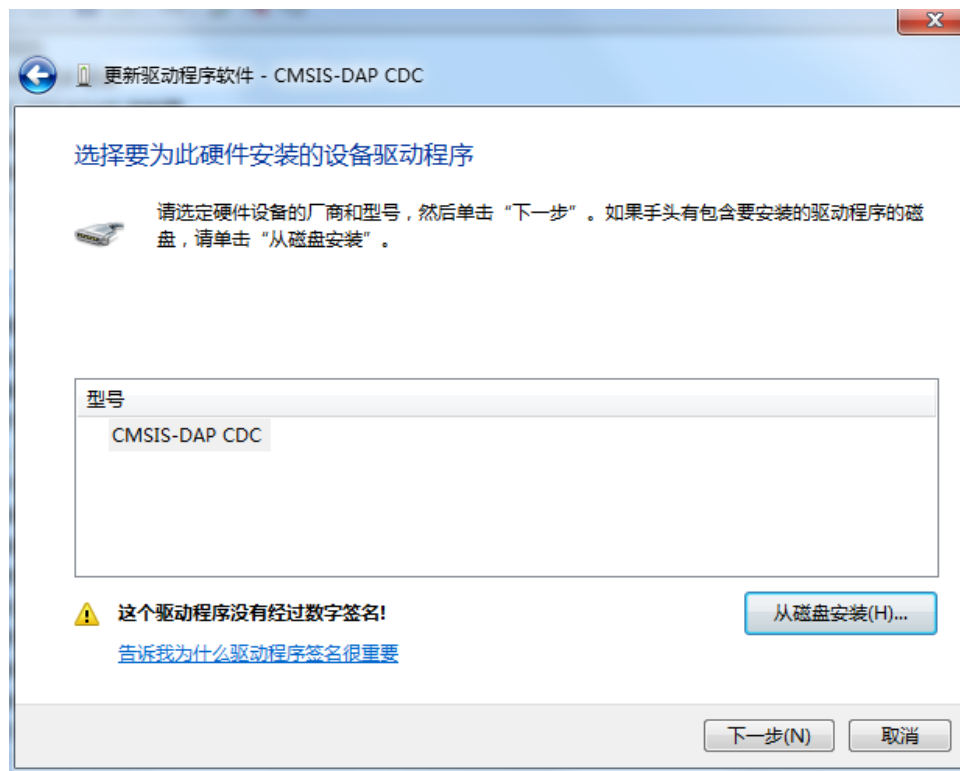 更新驱动程序软件 - CMSIS-DAP CDC
选择要为此硬件安装的设备驱动程序
请选定硬件设备的厂商和型号，然后单击“下一步”。如果手头有包含要安装的驱动程序的磁
盘，请单击“从磁盘安装”。
型号
CMSIS-DAP CDC
这个驱动程序没有经过数字签名!
从磁盘安装(H)...
告诉我为什么驱动程序签名很重要
下一步(N)
取消